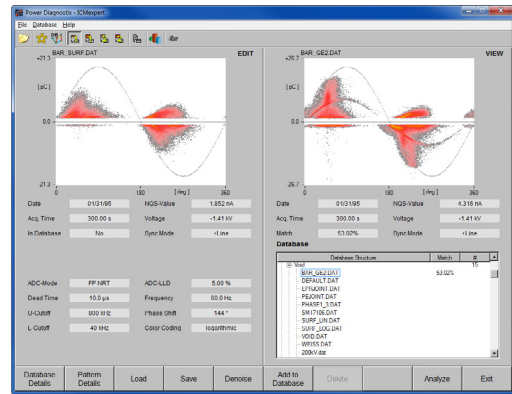 Power Diagnostix - ICMexpert
File Database Help
BAR_SURF.DAT EDIT
+21.3
[pC]
0.0
-21.3
0 180 [deg] 360
Date 01/31/95 NQS-Value 1.852 nA
Acq. Time 300.00 s Voltage -1.41 kV
In Database No Sync Mode +Line
ADC-Mode FP NRT ADC-LLD 5.00 %
Dead Time 10.0 µs Frequency 60.0 Hz
U-Cutoff 800 kHz Phase Shift 144 °
L-Cutoff 40 kHz Color Coding logarithmic
BAR_GE2.DAT VIEW
+26.7
[pC]
0.0
-26.7
0 180 [deg] 360
Date 01/31/95 NQS-Value 4.316 nA
Acq. Time 300.00 s Voltage -1.41 kV
Match 53.02% Sync Mode +Line
Database
Database Structure Match #
Void 15
BAR_GE2.DAT 53.02%
DEFAULT.DAT
EPRJOINT.DAT
PEJOINT.DAT
PHASE1_3.DAT
SM17106.DAT
SURF_LIN.DAT
SURF_LOG.DAT
VOID.DAT
WEISS.DAT
200kV.dat
Database Details
Pattern Details
Load
Save
Denoise
Add to Database
Delete
Analyze
Exit